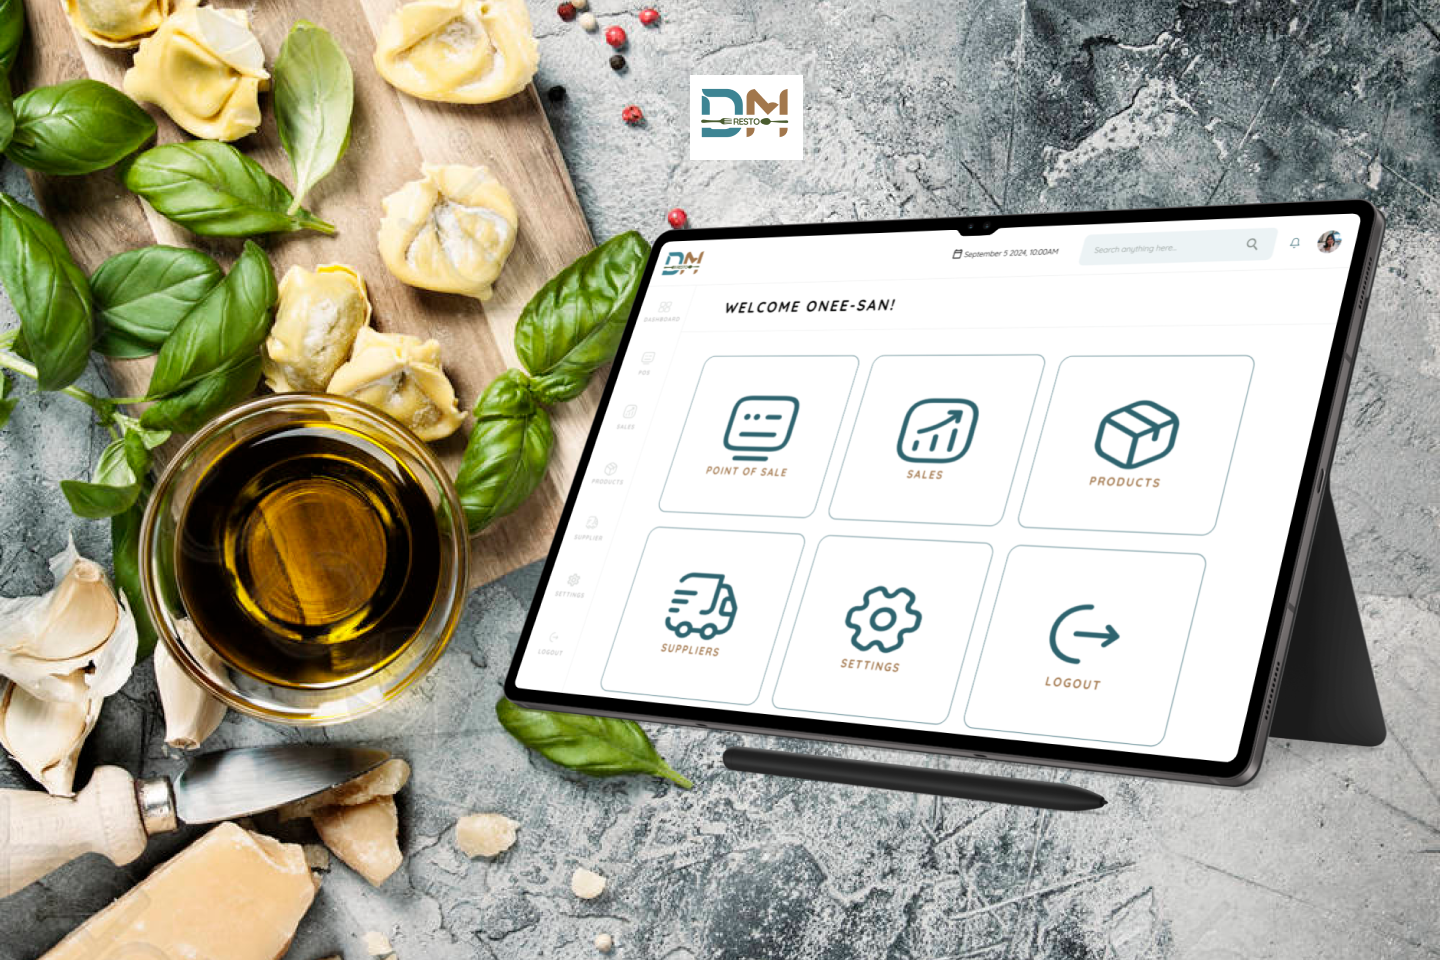 DM
RESTO
DM
September 5 2024, 10:00AM
Search anything here...
WELCOME ONEE-SAN!
DASHBOARD
POS
SALES
PRODUCTS
SUPPLIER
SETTINGS
LOGOUT
POINT OF SALE
SALES
PRODUCTS
SUPPLIERS
SETTINGS
LOGOUT